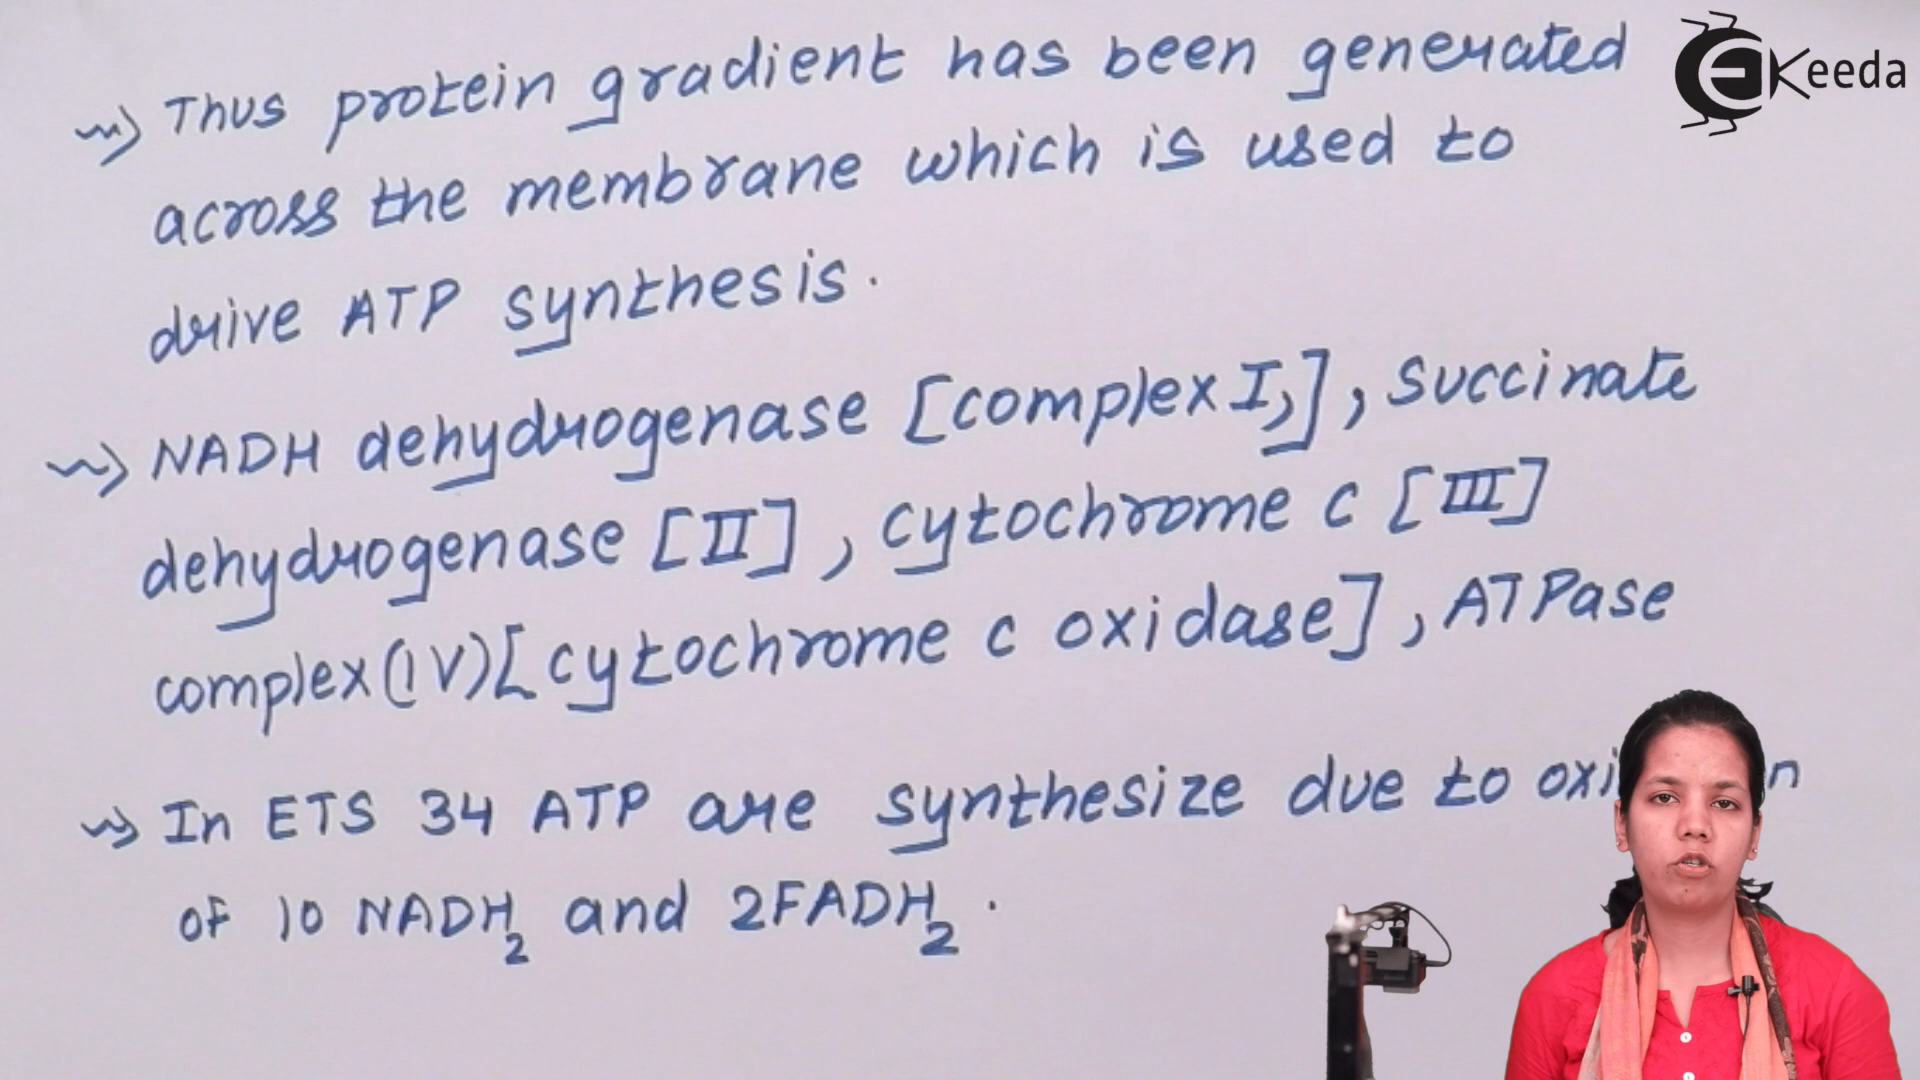 Thus protein gradient has been generated
across the membrane which is used to
drive ATP synthesis.
NADH dehydrogenase [complex I,], Succinate
dehydrogenase [II], cytochrome c [III]
complex (IV) [cytochrome c oxidase], ATPase
In ETS 34 ATP are synthesize due to
of 10 NADH₂ and 2FADH₂.
EKeeda